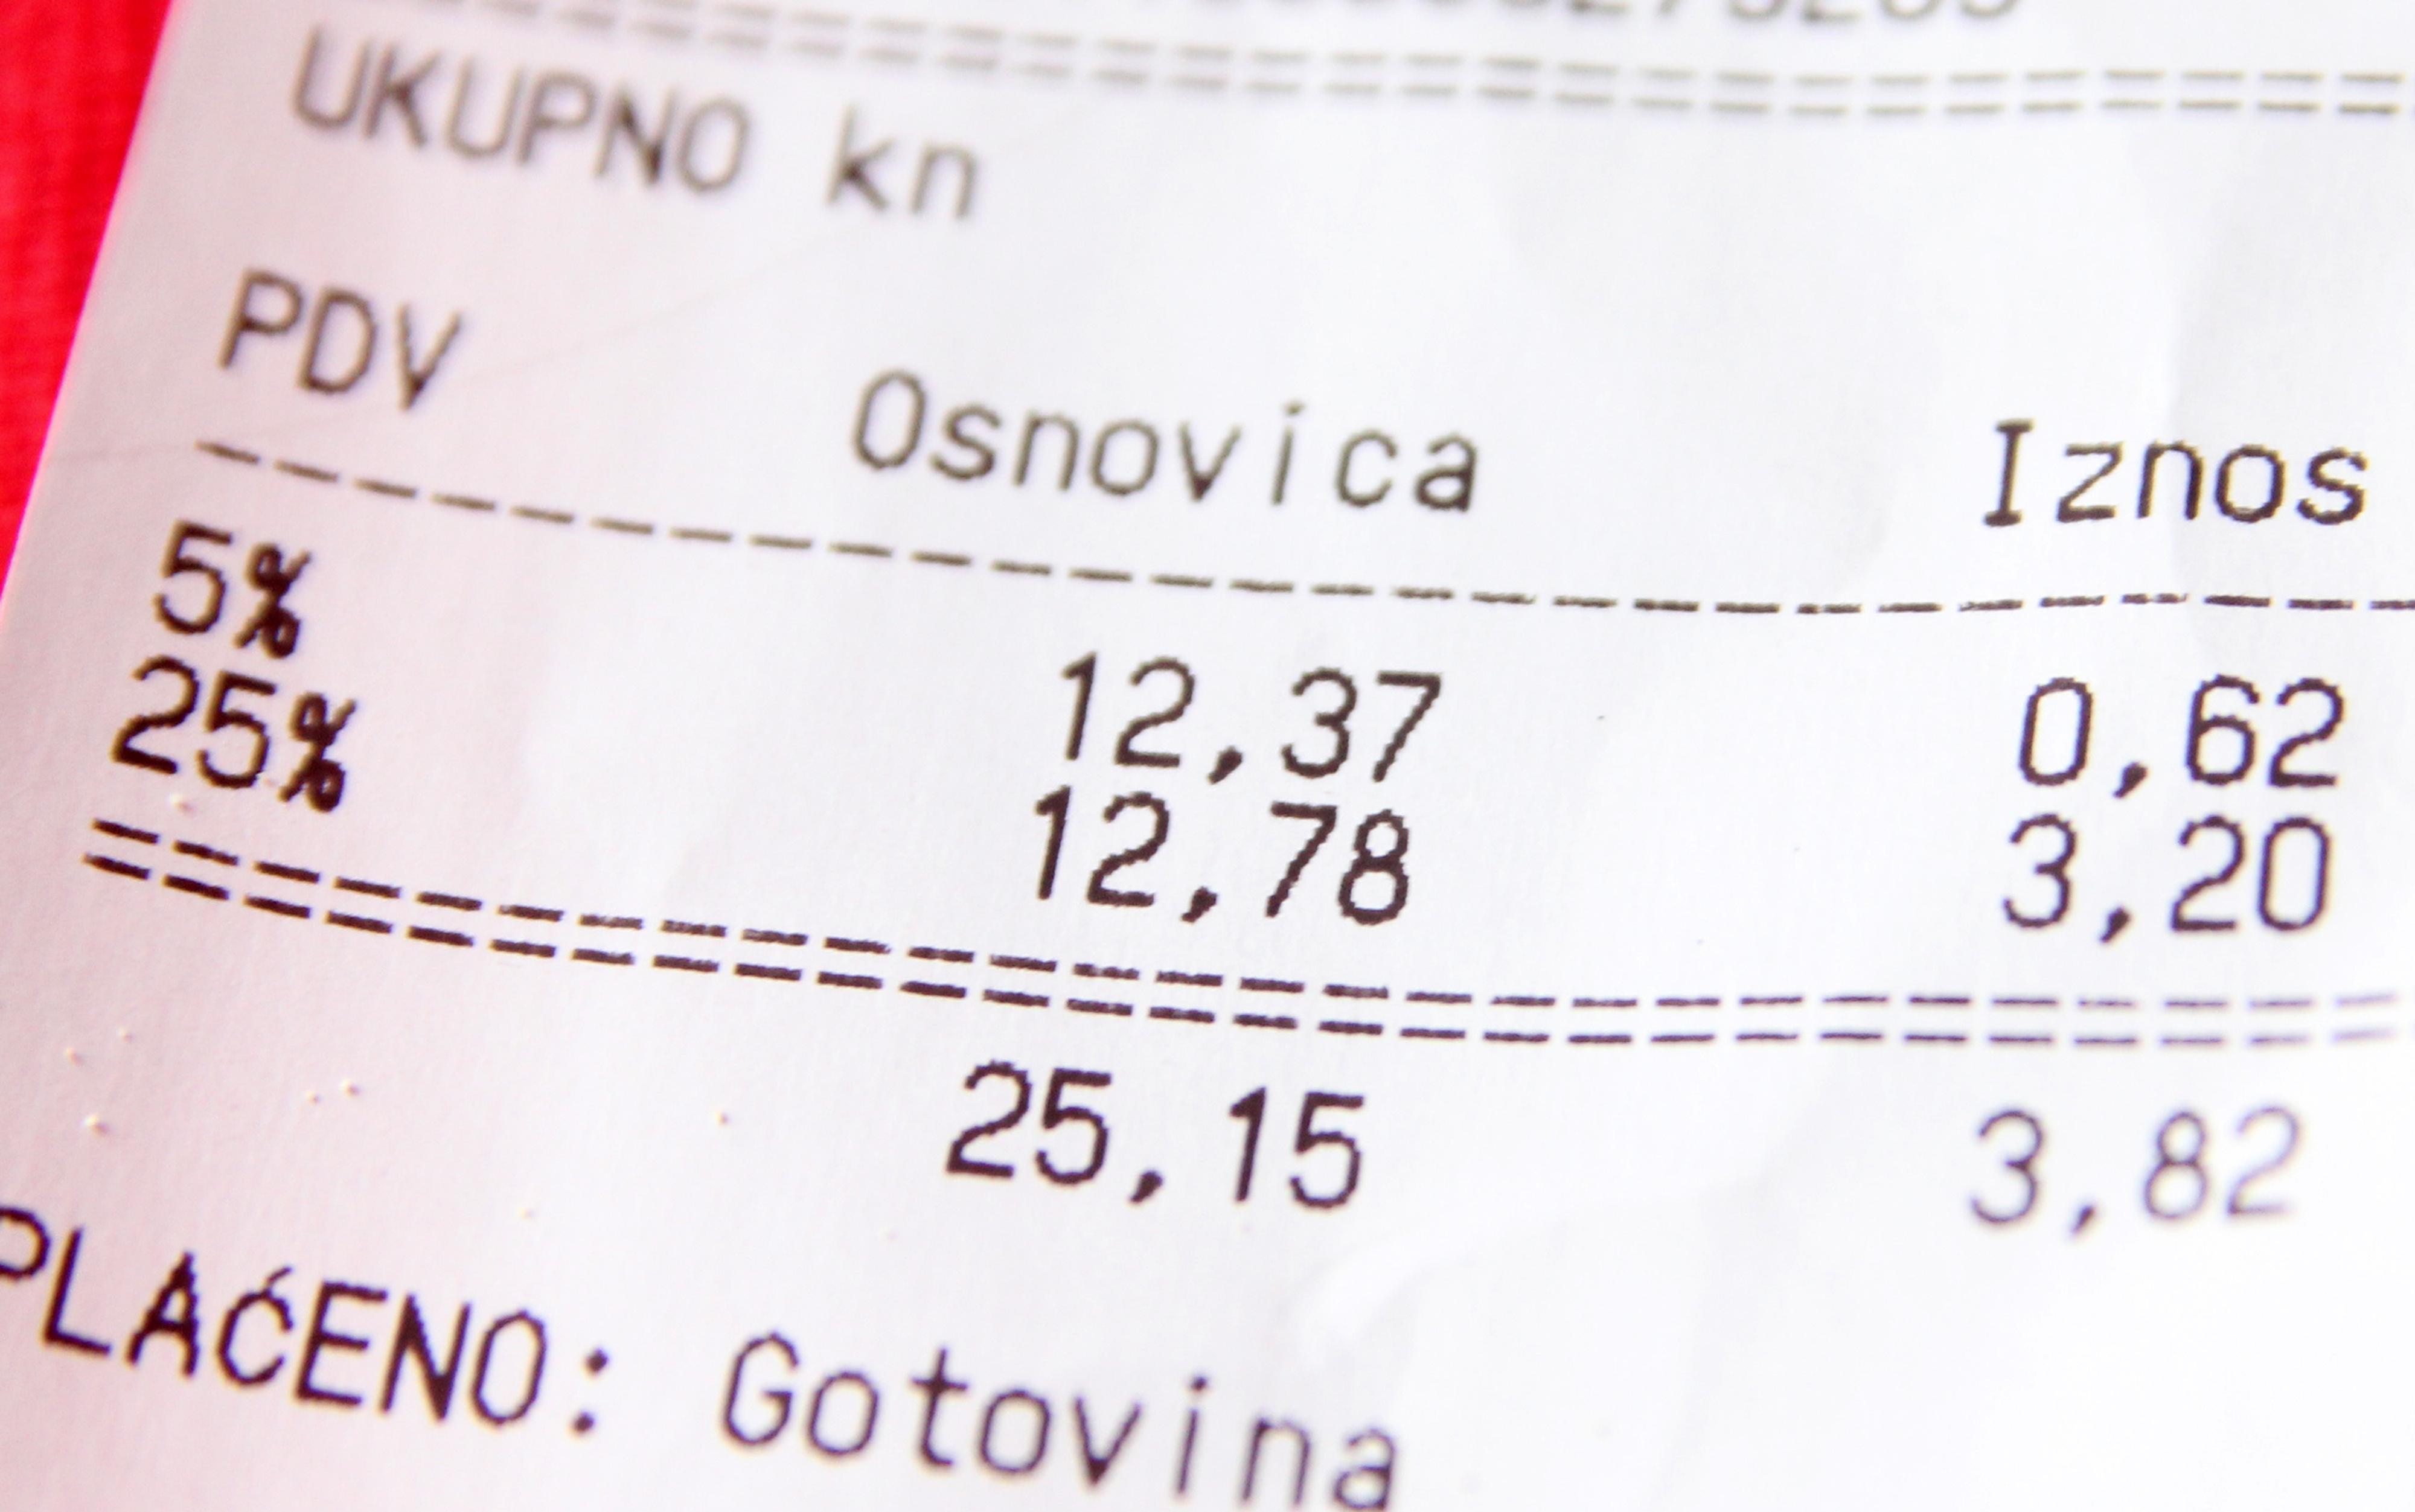 UKUPNO kn
PDV Osnovica Iznos
5% 12,37 0,62
25% 12,78 3,20
25,15 3,82
PLAĆENO: Gotovina